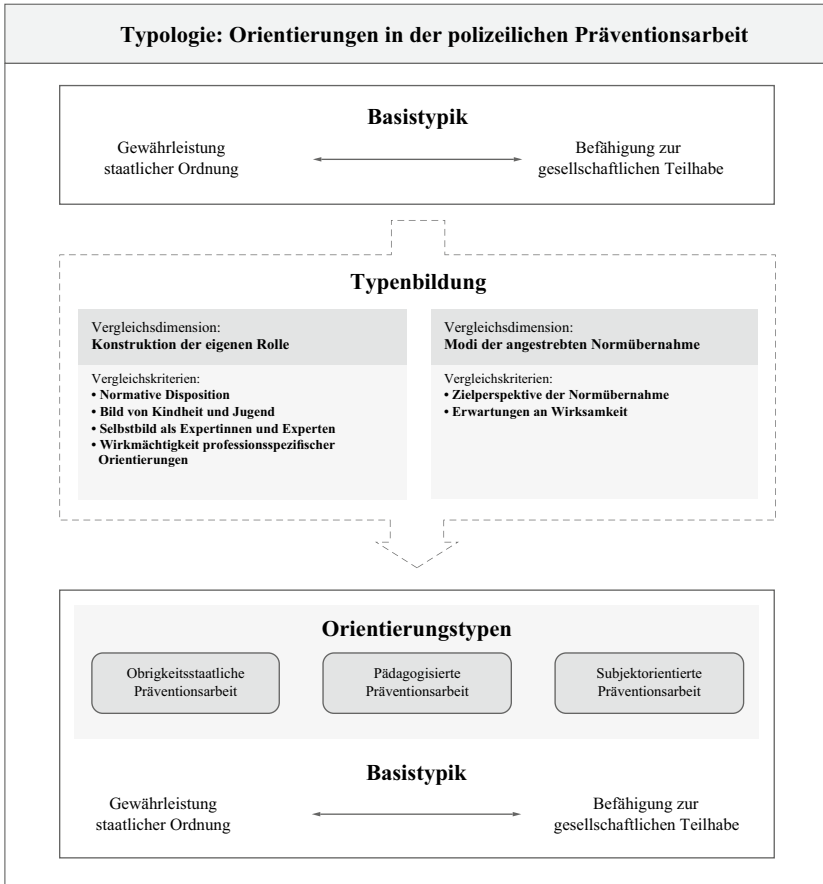 Typologie: Orientierungen in der polizeilichen Präventionsarbeit
Basistypik
Gewährleistung
staatlicher Ordnung
Befähigung zur
gesellschaftlichen Teilhabe
Typenbildung
Vergleichsdimension:
Konstruktion der eigenen Rolle
Vergleichskriterien:
• Normative Disposition
• Bild von Kindheit und Jugend
• Selbstbild als Expertinnen und Experten
• Wirkmächtigkeit professionsspezifischer
Orientierungen
Vergleichsdimension:
Modi der angestrebten Normübernahme
Vergleichskriterien:
• Zielperspektive der Normübernahme
• Erwartungen an Wirksamkeit
Orientierungstypen
Obrigkeitsstaatliche
Präventionsarbeit
Pädagogisierte
Präventionsarbeit
Subjektorientierte
Präventionsarbeit
Basistypik
Gewährleistung
staatlicher Ordnung
Befähigung zur
gesellschaftlichen Teilhabe